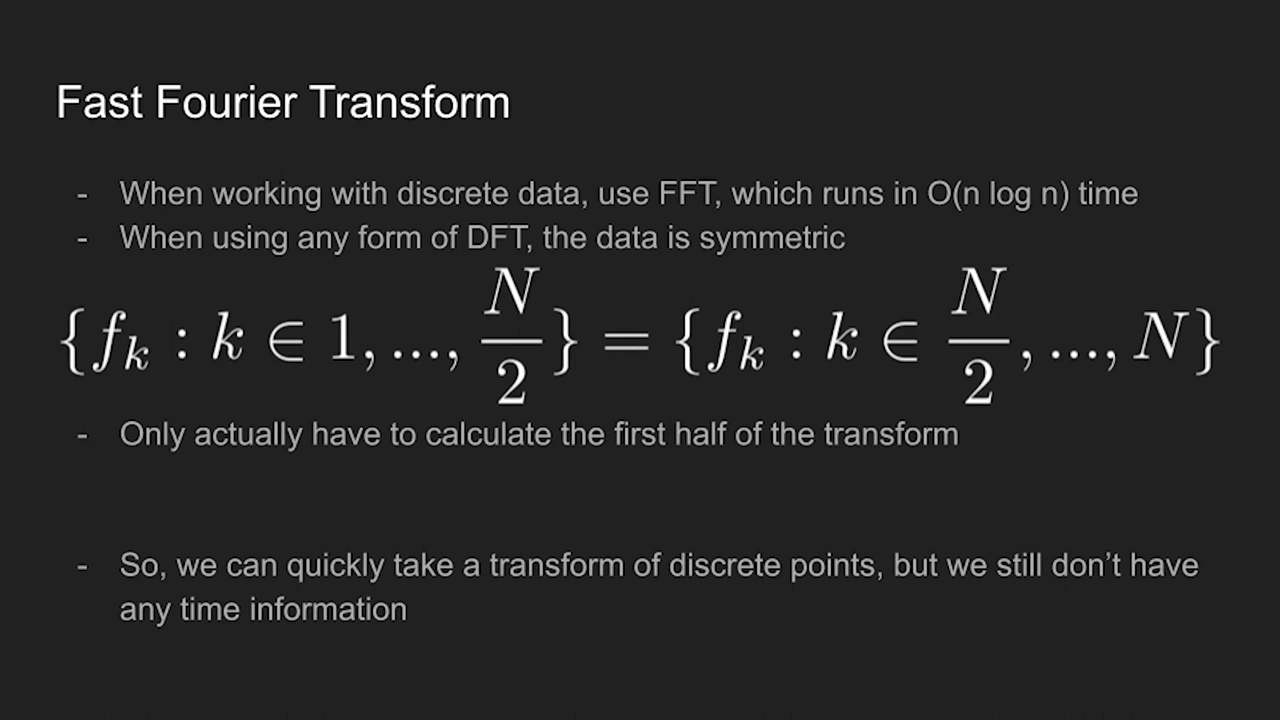 Fast Fourier Transform
- When working with discrete data, use FFT, which runs in O(n log n) time
- When using any form of DFT, the data is symmetric
{f_k : k ∈ 1, ..., N/2} = {f_k : k ∈ N/2, ..., N}
- Only actually have to calculate the first half of the transform
- So, we can quickly take a transform of discrete points, but we still don’t have
any time information